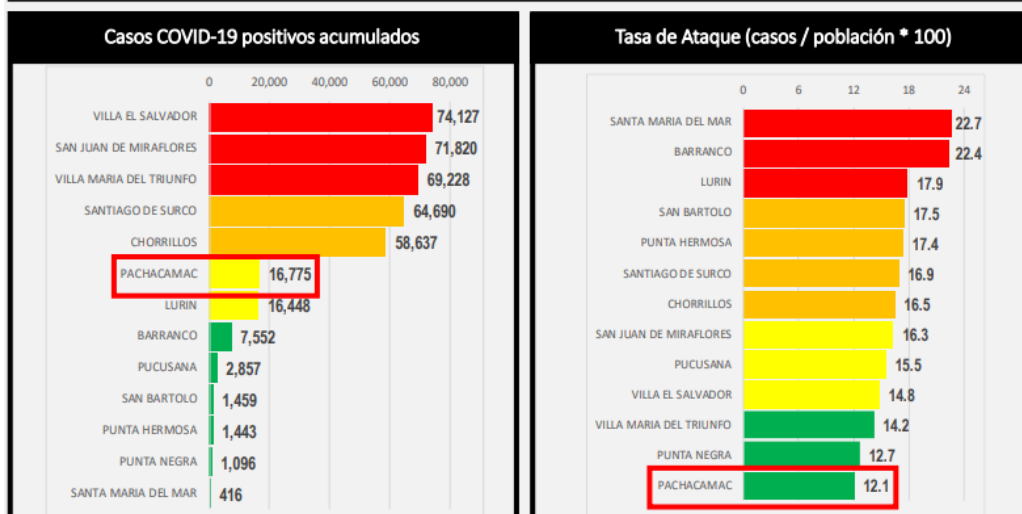 Casos COVID-19 positivos acumulados
0 20,000 40,000 60,000 80,000
VILLA EL SALVADOR 74,127
SAN JUAN DE MIRAFLORES 71,820
VILLA MARIA DEL TRIUNFO 69,228
SANTIAGO DE SURCO 64,690
CHORRILLOS 58,637
PACHACAMAC 16,775
LURIN 16,448
BARRANCO 7,552
PUCUSANA 2,857
SAN BARTOLO 1,459
PUNTA HERMOSA 1,443
PUNTA NEGRA 1,096
SANTA MARIA DEL MAR 416
Tasa de Ataque (casos / población * 100)
0 6 12 18 24
SANTA MARIA DEL MAR 22.7
BARRANCO 22.4
LURIN 17.9
SAN BARTOLO 17.5
PUNTA HERMOSA 17.4
SANTIAGO DE SURCO 16.9
CHORRILLOS 16.5
SAN JUAN DE MIRAFLORES 16.3
PUCUSANA 15.5
VILLA EL SALVADOR 14.8
VILLA MARIA DEL TRIUNFO 14.2
PUNTA NEGRA 12.7
PACHACAMAC 12.1